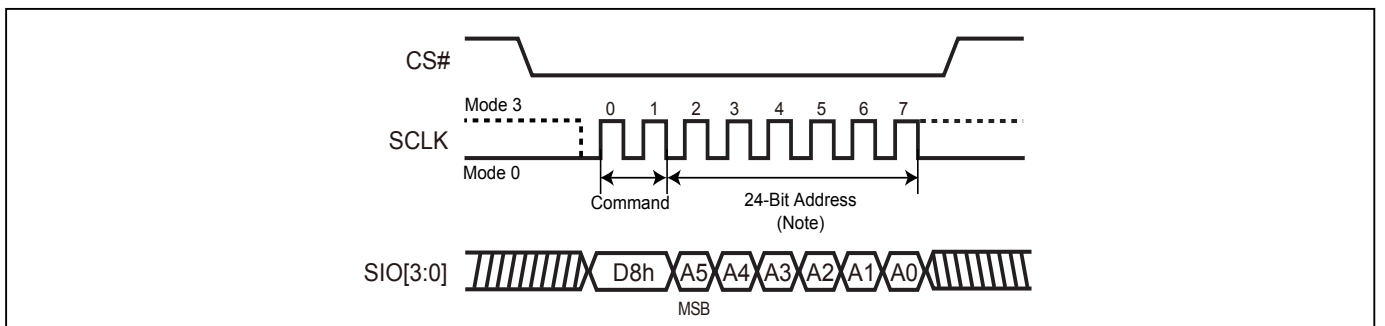 CS#
Mode 3
0 1 2 3 4 5 6 7
SCLK
Mode 0
Command
24-Bit Address
(Note)
SIO[3:0]
D8h A5 A4 A3 A2 A1 A0
MSB